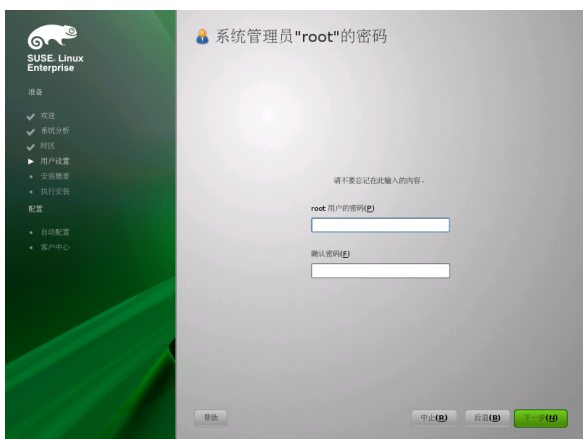 SUSE. Linux
Enterprise
准备
欢迎
系统分析
时区
用户设置
安装概要
执行安装
配置
自动配置
客户中心
系统管理员"root"的密码
请不要忘记在此输入的内容。
root 用户的密码(P)
确认密码(F)
帮助
中止(R)
后退(B)
下一步(N)